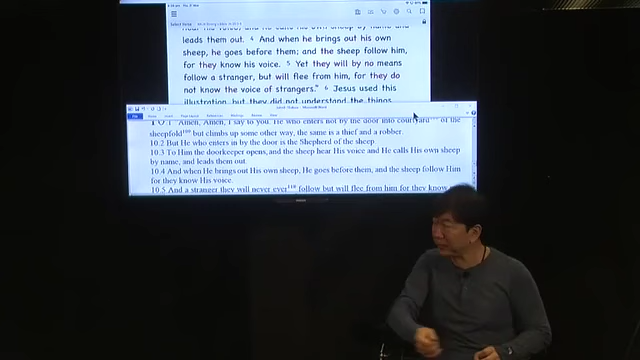 leads them out. 4 And when he brings out his own
sheep, he goes before them; and the sheep follow him,
for they know his voice. 5 Yet they will by no means
follow a stranger, but will flee from him, for they do
not know the voice of strangers." 6 Jesus used this
illustration, but they did not understand the things
10.1 Amen, Amen, I say to you: He who enters not by the door into courtyard of the
sheepfold but climbs up some other way, the same is a thief and a robber.
10.2 But He who enters in by the door is the Shepherd of the sheep.
10.3 To Him the doorkeeper opens, and the sheep hear His voice and He calls His own sheep
by name, and leads them out.
10.4 And when He brings out His own sheep, He goes before them, and the sheep follow Him
for they know His voice.
10.5 And a stranger they will never ever follow but will flee from him for they know